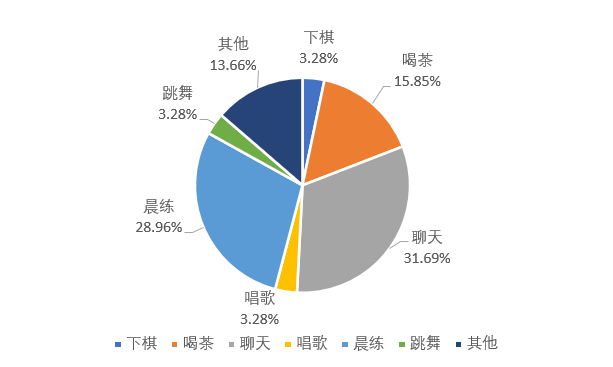 下棋
3.28%
喝茶
15.85%
聊天
31.69%
唱歌
3.28%
晨练
28.96%
跳舞
3.28%
其他
13.66%
下棋 喝茶 聊天 唱歌 晨练 跳舞 其他